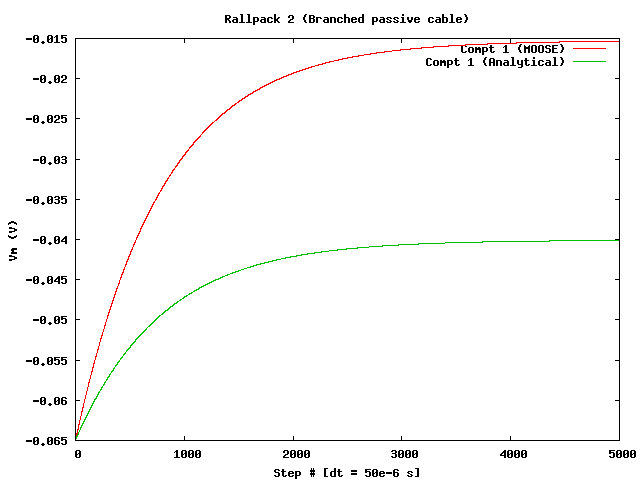 Rallpack 2 (Branched passive cable)
-0.015
Compt 1 (MOOSE)
Compt 1 (Analytical)
-0.02
-0.025
-0.03
-0.035
-0.04
-0.045
-0.05
-0.055
-0.06
-0.065
Vm (V)
0 1000 2000 3000 4000 5000
Step # [dt = 50e-6 s]